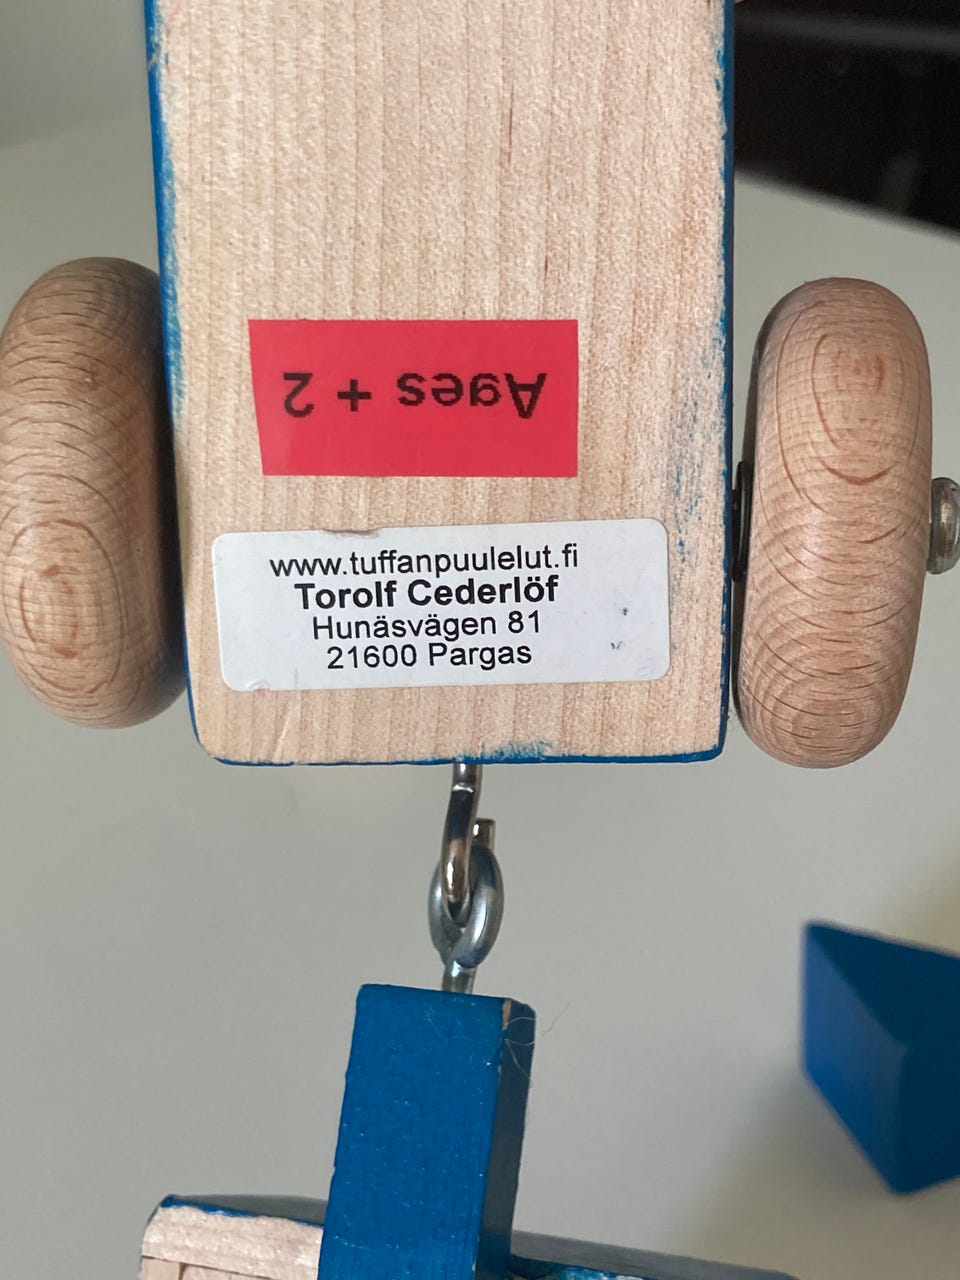 Ages + 2
www.tuffanpuulelut.fi
Torolf Cederlöf
Hunäsvägen 81
21600 Pargas